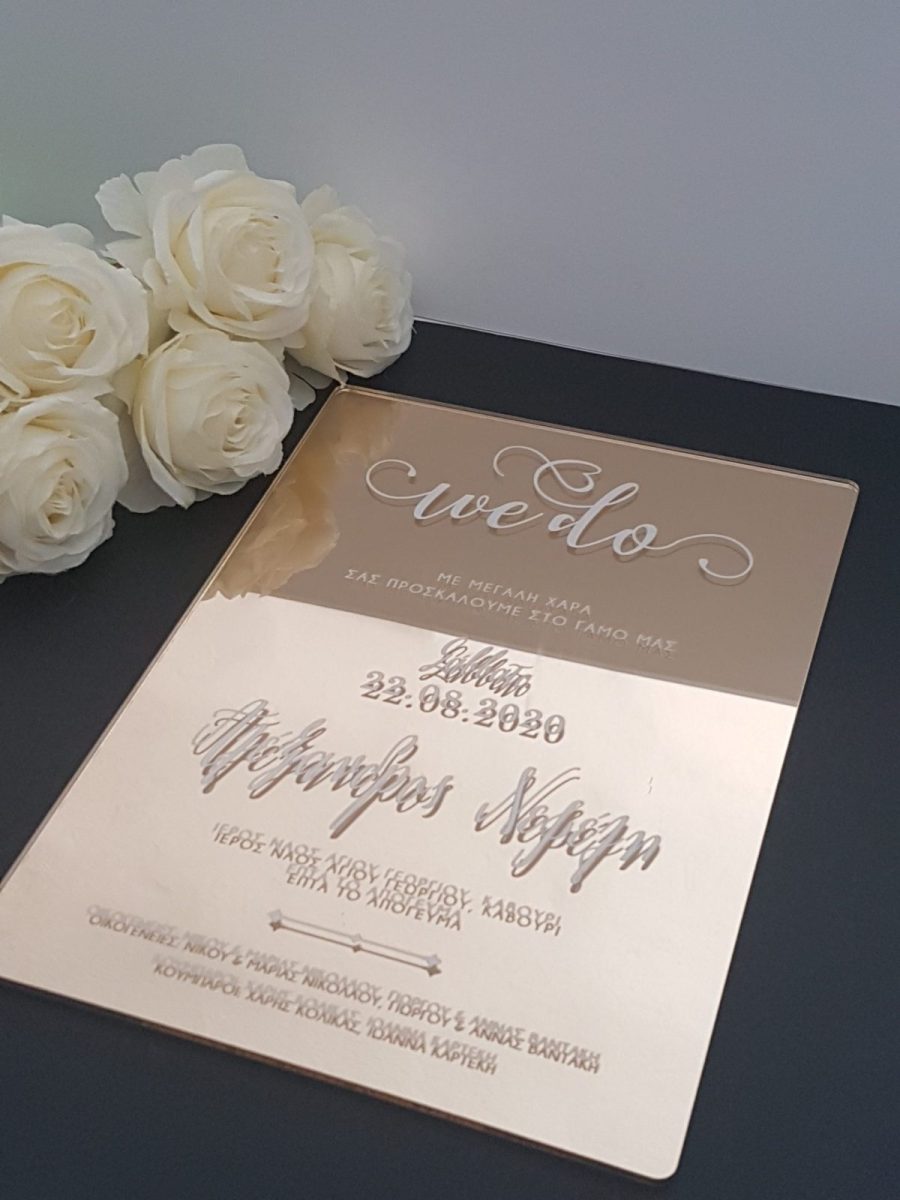 we do
ΜΕ ΜΕΓΑΛΗ ΧΑΡΑ
ΣΑΣ ΠΡΟΣΚΑΛΟΥΜΕ ΣΤΟ ΓΑΜΟ ΜΑΣ
Σάββατο
22.08.2020
Αλέξανδρος Νεφέλη
ΙΕΡΟΣ ΝΑΟΣ ΑΓΙΟΥ ΓΕΩΡΓΙΟΥ, ΚΑΒΟΥΡΙ
ΕΠΤΑ ΤΟ ΑΠΟΓΕΥΜΑ
ΟΙΚΟΓΕΝΕΙΕΣ: ΝΙΚΟΥ & ΜΑΡΙΑΣ ΝΙΚΟΛΑΟΥ, ΓΙΩΡΓΟΥ & ΑΝΝΑΣ ΒΑΝΤΑΚΗ
ΚΟΥΜΠΑΡΟΙ: ΧΑΡΗΣ ΚΟΛΙΚΑΣ, ΙΩΑΝΝΑ ΚΑΡΤΕΚΗ